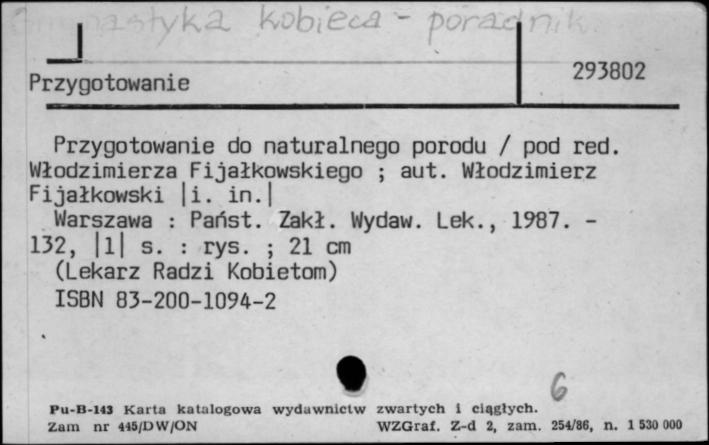 Gimnastyka kobieca - poradnik
Przygotowanie
293802
Przygotowanie do naturalnego porodu / pod red.
Włodzimierza Fijałkowskiego ; aut. Włodzimierz
Fijałkowski |i. in.|
Warszawa : Państ. Zakł. Wydaw. Lek., 1987. -
132, |1| s. : rys. ; 21 cm
(Lekarz Radzi Kobietom)
ISBN 83-200-1094-2
6
Pu-B-143 Karta katalogowa wydawnictw zwartych i ciągłych.
Zam nr 445/DW/ON WZGraf. Z-d 2, zam. 254/86, n. 1 530 000